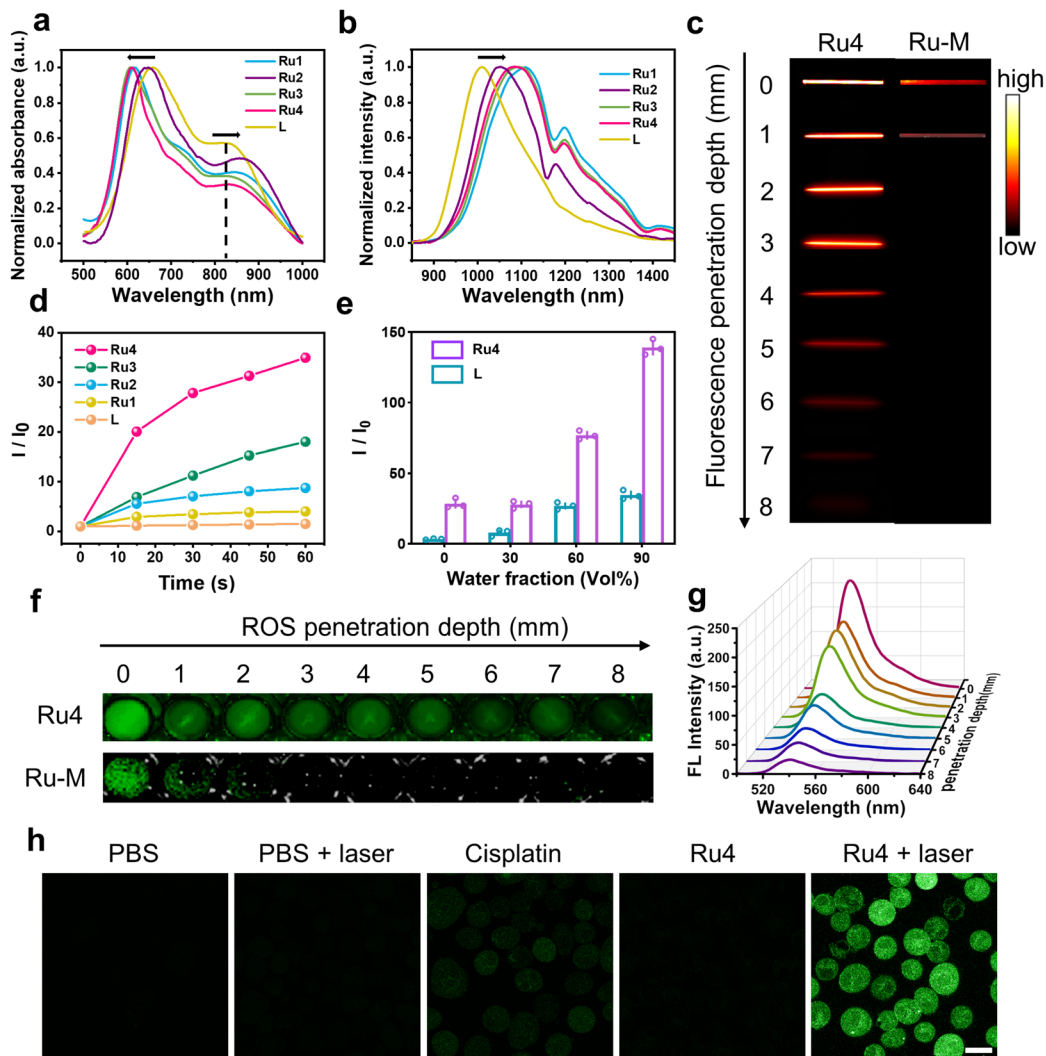 a
Normalized absorbance (a.u.)
1.0
0.8
0.6
0.4
0.2
0.0
500 600 700 800 900 1000
Wavelength (nm)
Ru1
Ru2
Ru3
Ru4
L
b
Normalized intensity (a.u.)
1.0
0.8
0.6
0.4
0.2
0.0
900 1000 1100 1200 1300 1400
Wavelength (nm)
Ru1
Ru2
Ru3
Ru4
L
c
Ru4 Ru-M
Fluorescence penetration depth (mm)
0
1
2
3
4
5
6
7
8
high
low
d
I / I0
40
30
20
10
0
0 10 20 30 40 50 60
Time (s)
Ru4
Ru3
Ru2
Ru1
L
e
I / I0
150
100
50
0
0 30 60 90
Water fraction (Vol%)
Ru4
L
f
ROS penetration depth (mm)
0 1 2 3 4 5 6 7 8
Ru4
Ru-M
g
FL Intensity (a.u.)
250
200
150
100
50
0
520 560 600 640
Wavelength (nm)
0
1
2
3
4
5
6
7
8
penetration depth(mm)
h
PBS PBS + laser Cisplatin Ru4 Ru4 + laser